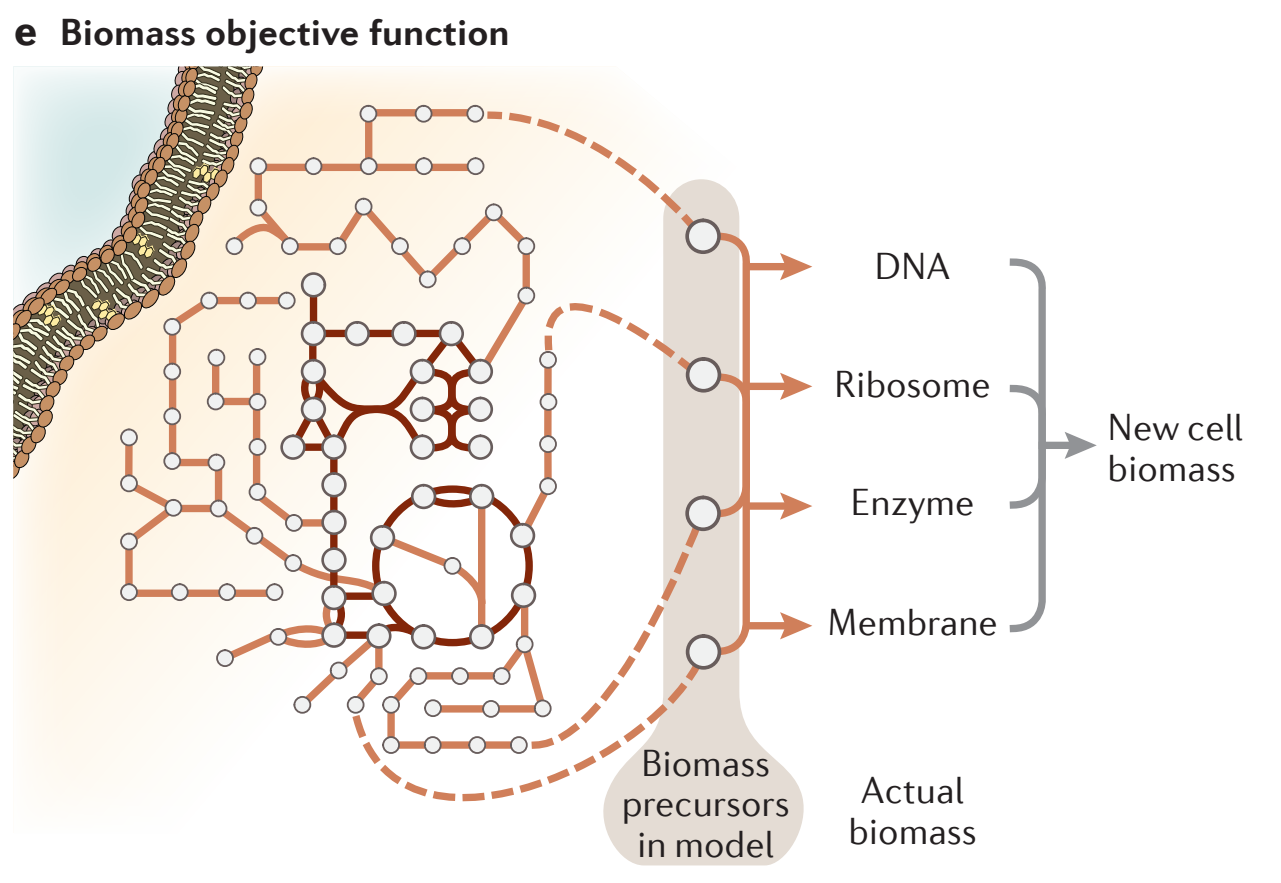 e Biomass objective function
DNA
Ribosome
Enzyme
Membrane
New cell
biomass
Biomass
precursors
in model
Actual
biomass